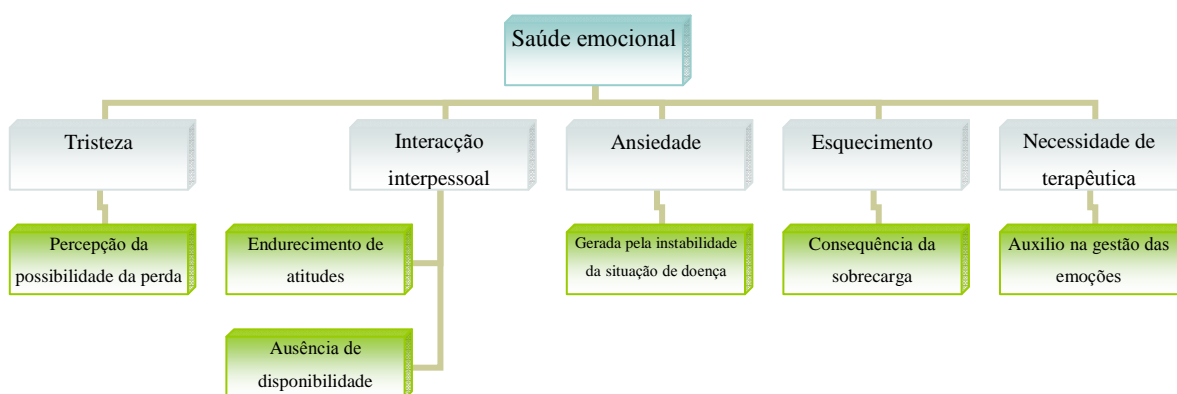 Saúde emocional
Tristeza
Interacção
interpessoal
Ansiedade
Esquecimento
Necessidade de
terapêutica
Percepção da
possibilidade da perda
Endurecimento de
atitudes
Gerada pela instabilidade
da situação de doença
Consequência da
sobrecarga
Auxilio na gestão das
emoções
Ausência de
disponibilidade